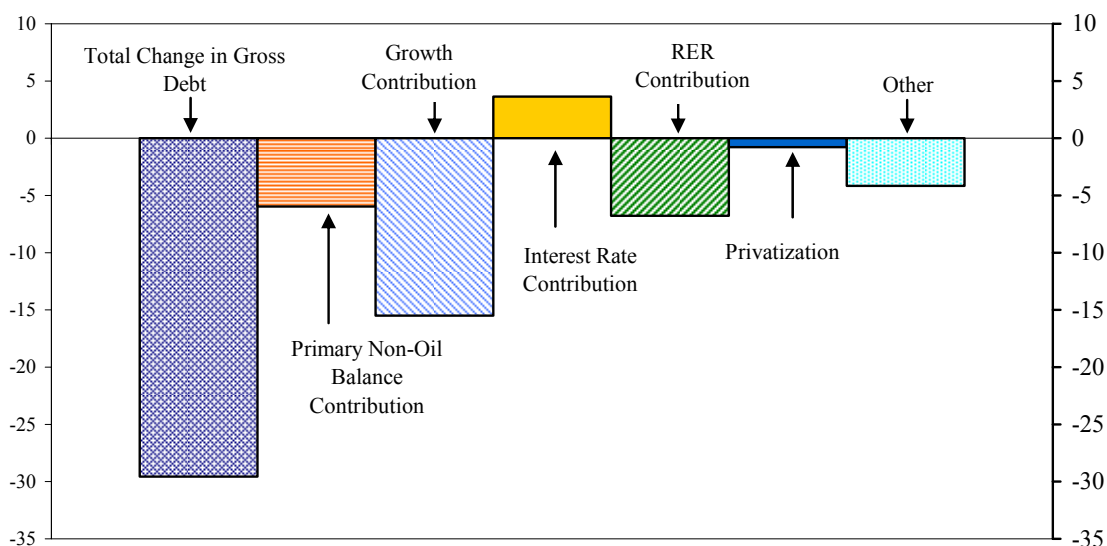 10
5
0
-5
-10
-15
-20
-25
-30
-35
Total Change in Gross
Debt
Growth
Contribution
RER
Contribution
Other
Interest Rate
Contribution
Privatization
Primary Non-Oil
Balance
Contribution
10
5
0
-5
-10
-15
-20
-25
-30
-35